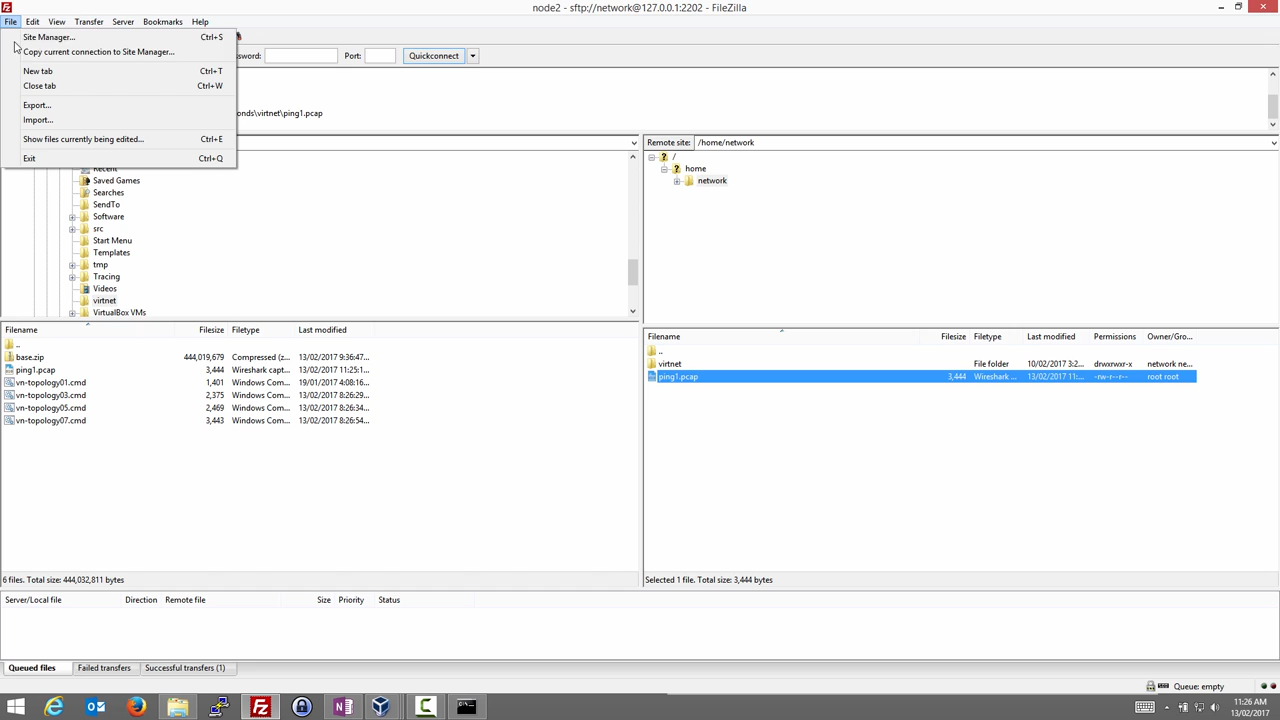 node2 - sftp://network@127.0.0.1:2202 - FileZilla
File Edit View Transfer Server Bookmarks Help
Site Manager... Ctrl+S
Copy current connection to Site Manager...
New tab Ctrl+T
Close tab Ctrl+W
Export...
Import...
Show files currently being edited... Ctrl+E
Exit Ctrl+Q
Port: Quickconnect
virtnet\ping1.pcap
Remote site: /home/network
/
home
network
Saved Games
Searches
SendTo
Software
src
Start Menu
Templates
tmp
Tracing
Videos
virtnet
VirtualBox VMs
Filename Filesize Filetype Last modified
..
base.zip 444,019,679 Compressed (z... 13/02/2017 9:36:47...
ping1.pcap 3,444 Wireshark capt... 13/02/2017 11:25:1...
vn-topology01.cmd 1,401 Windows Com... 19/01/2017 4:08:16...
vn-topology03.cmd 2,375 Windows Com... 13/02/2017 8:26:29...
vn-topology05.cmd 2,469 Windows Com... 13/02/2017 8:26:34...
vn-topology07.cmd 3,443 Windows Com... 13/02/2017 8:26:54...
6 files. Total size: 444,032,811 bytes
Filename Filesize Filetype Last modified Permissions Owner/Gro...
..
virtnet File folder 10/02/2017 3:2... drwxrwxr-x network ne...
ping1.pcap 3,444 Wireshark ... 13/02/2017 11:... -rw-r--r-- root root
Selected 1 file. Total size: 3,444 bytes
Server/Local file Direction Remote file Size Priority Status
Queued files Failed transfers Successful transfers (1)
Queue: empty
11:26 AM
13/02/2017